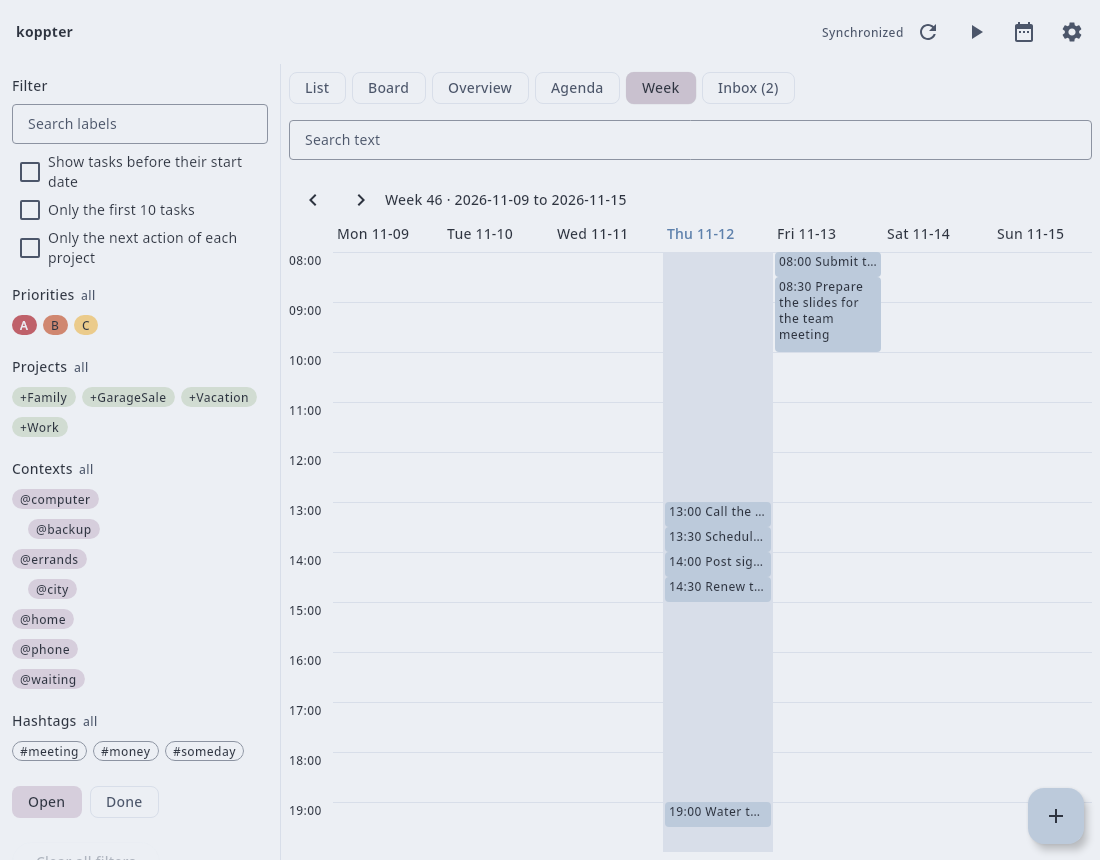 koppter
Synchronized
Filter
Search labels
Show tasks before their start
date
Only the first 10 tasks
Only the next action of each
project
Priorities all
A B C
Projects all
+Family +GarageSale +Vacation
+Work
Contexts all
@computer
@backup
@errands
@city
@home
@phone
@waiting
Hashtags all
#meeting #money #someday
Open Done
Clear all filters
List Board Overview Agenda Week Inbox (2)
Search text
Week 46 · 2026-11-09 to 2026-11-15
Mon 11-09 Tue 11-10 Wed 11-11 Thu 11-12 Fri 11-13 Sat 11-14 Sun 11-15
08:00
08:00 Submit t…
08:30 Prepare
the slides for
the team
meeting
09:00
10:00
11:00
12:00
13:00
13:00 Call the …
13:30 Schedul…
14:00
14:00 Post sig…
14:30 Renew t…
15:00
16:00
17:00
18:00
19:00
19:00 Water t…